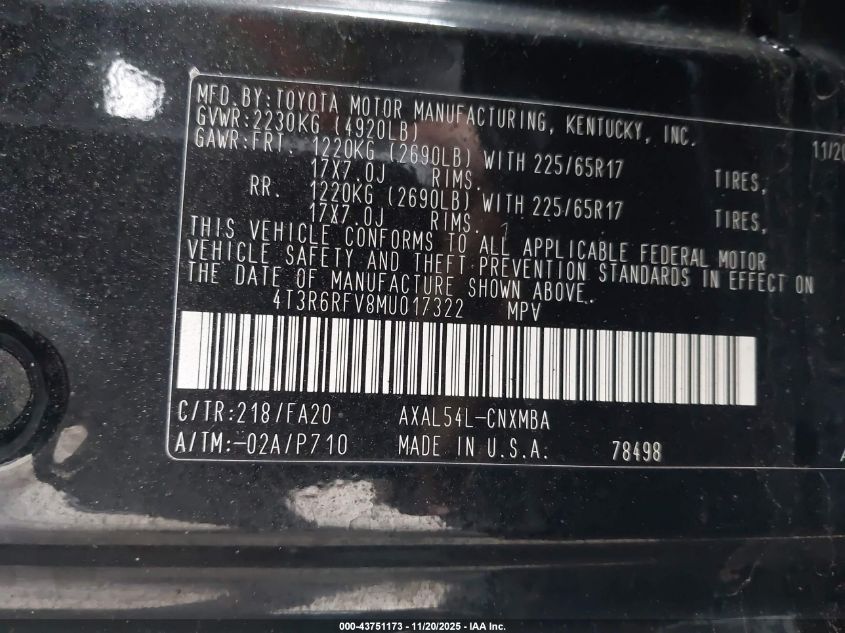 MFD.BY:TOYOTA MOTOR MANUFACTURING, KENTUCKY, INC. 11/20
GVWR:2230KG (4920LB)
GAWR:FRT. 1220KG (2690LB) WITH 225/65R17 TIRES,
17X7.0J RIMS.
RR. 1220KG (2690LB) WITH 225/65R17 TIRES,
17X7.0J RIMS.
THIS VEHICLE CONFORMS TO ALL APPLICABLE FEDERAL MOTOR
VEHICLE SAFETY AND THEFT PREVENTION STANDARDS IN EFFECT ON
THE DATE OF MANUFACTURE SHOWN ABOVE.
4T3R6RFV8MU017322 MPV
C/TR:218/FA20 AXAL54L-CNXMBA
A/TM:-02A/P710 MADE IN U.S.A. 78498
000-43751173 - 11/20/2025 - IAA Inc.